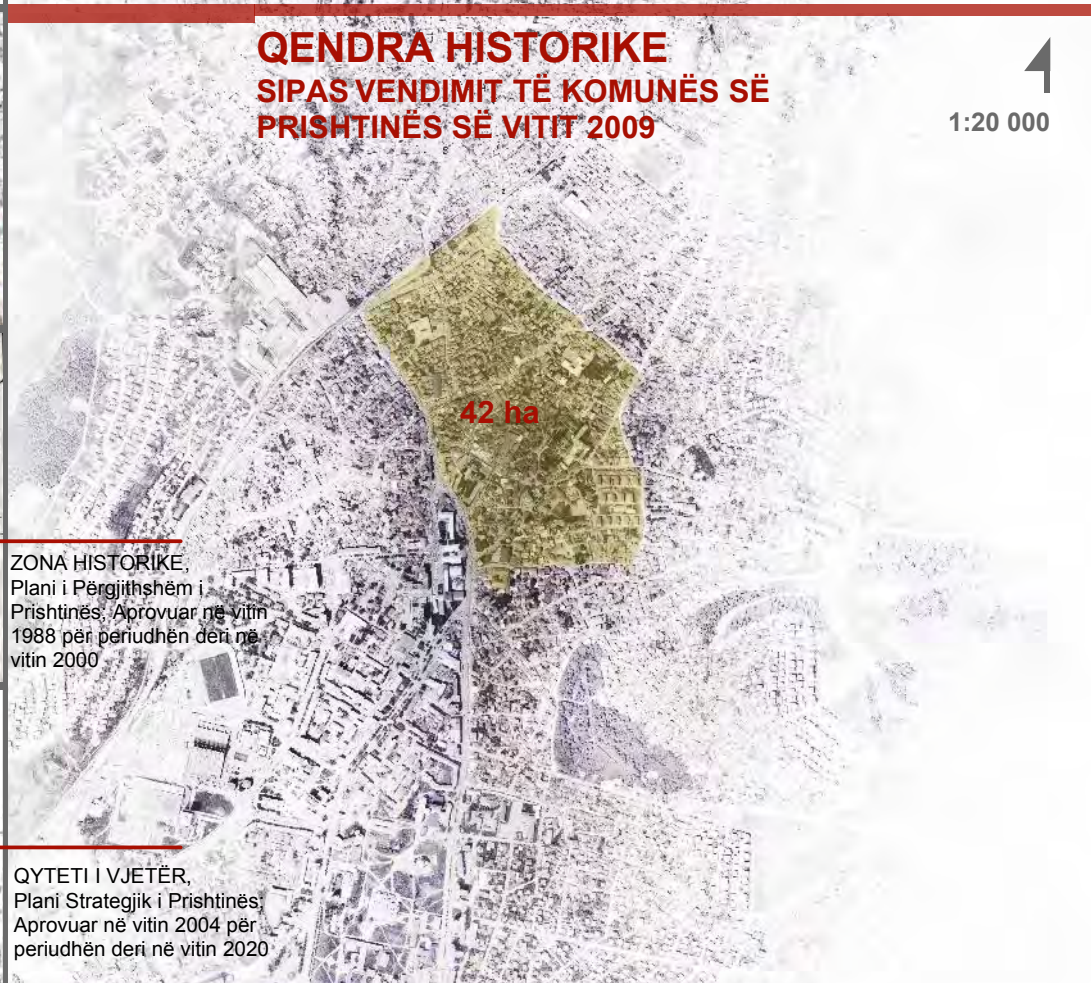 QENDRA HISTORIKE
SIPAS VENDIMIT TË KOMUNËS SË
PRISHTINËS SË VITIT 2009
1:20 000
42 ha
ZONA HISTORIKE,
Plani i Përgjithshëm i
Prishtinës; Aprovuar në vitin
1988 për periudhën deri në
vitin 2000
QYTETI I VJETËR,
Plani Strategjik i Prishtinës;
Aprovuar në vitin 2004 për
periudhën deri në vitin 2020